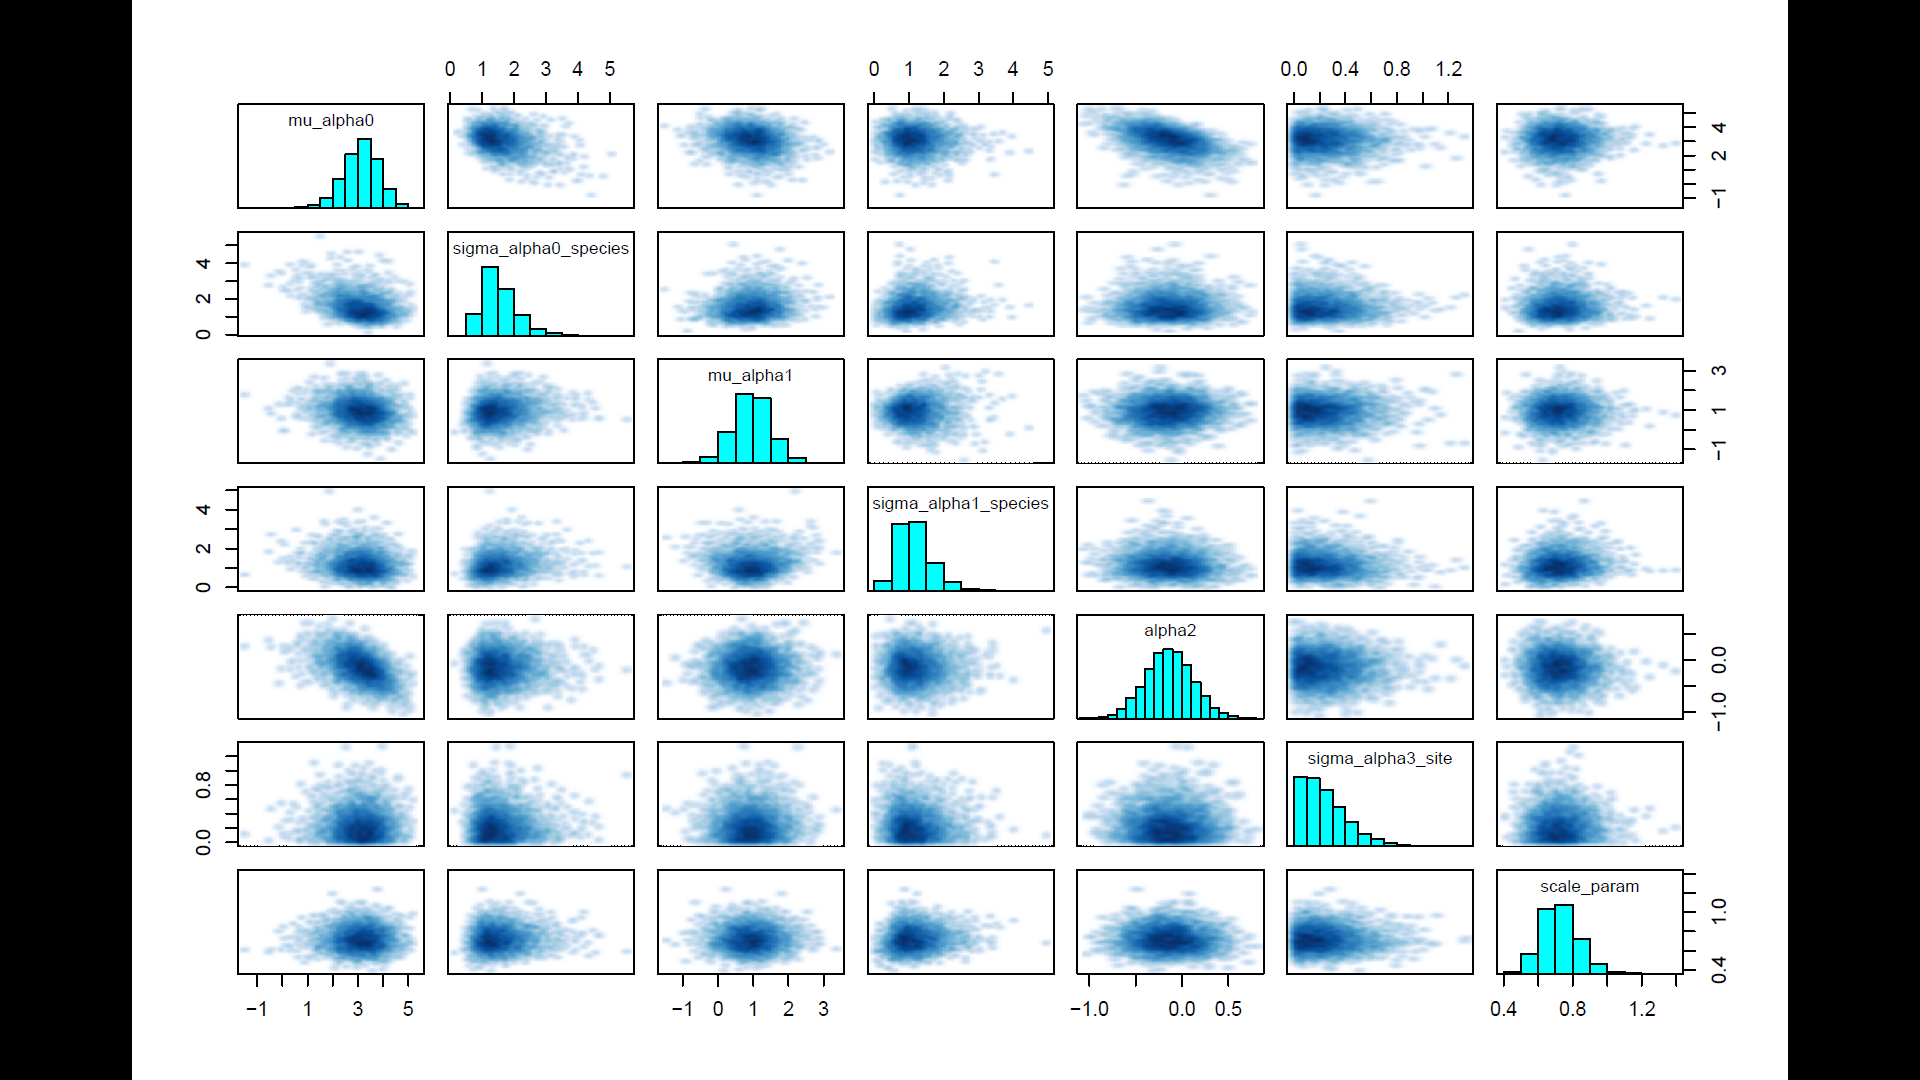 0 1 2 3 4 5
0 1 2 3 4 5
0.0 0.4 0.8 1.2
mu_alpha0
−1 2 4
sigma_alpha0_species
0 2 4
mu_alpha1
−1 1 3
sigma_alpha1_species
0 2 4
alpha2
−1.0 0.0
sigma_alpha3_site
0.0 0.8
scale_param
0.4 1.0
−1 1 3 5
−1 0 1 2 3
−1.0 0.0 0.5
0.4 0.8 1.2